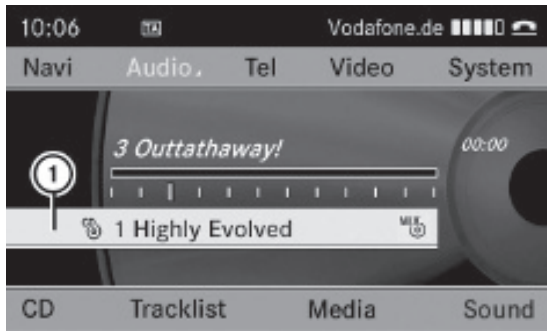 10:06 TA Vodafone.de
Navi Audio Tel Video System
3 Outtathaway! 00:00
1
1 Highly Evolved MIX
CD Tracklist Media Sound